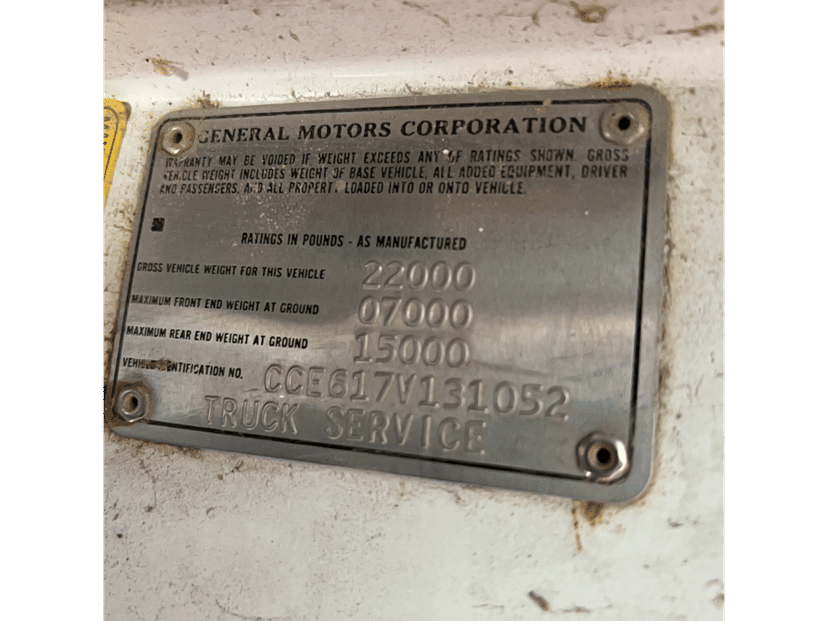 GENERAL MOTORS CORPORATION
WARRANTY MAY BE VOIDED IF WEIGHT EXCEEDS ANY OF RATINGS SHOWN. GROSS
VEHICLE WEIGHT INCLUDES WEIGHT OF BASE VEHICLE, ALL ADDED EQUIPMENT, DRIVER
AND PASSENGERS, AND ALL PROPERTY LOADED INTO OR ONTO VEHICLE.
RATINGS IN POUNDS - AS MANUFACTURED
GROSS VEHICLE WEIGHT FOR THIS VEHICLE 22000
MAXIMUM FRONT END WEIGHT AT GROUND 07000
MAXIMUM REAR END WEIGHT AT GROUND 15000
VEHICLE IDENTIFICATION NO. CCE617V131052
TRUCK SERVICE